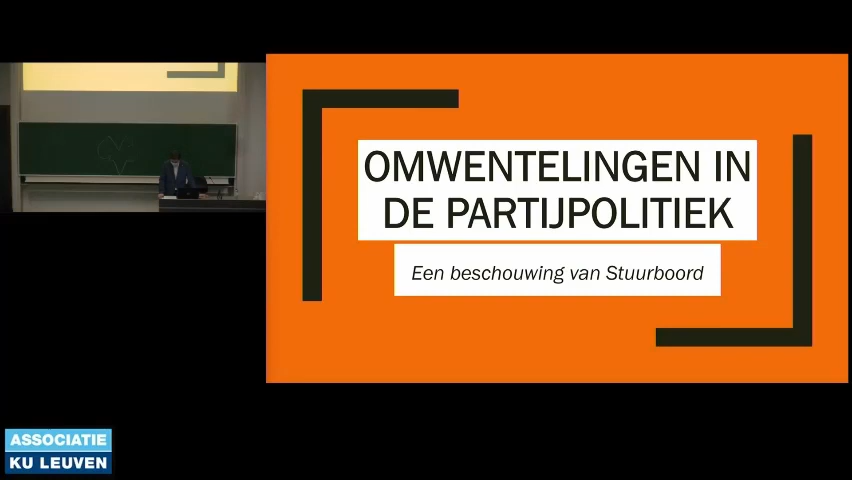 OMWENTELINGEN IN
DE PARTIJPOLITIEK
Een beschouwing van Stuurboord
ASSOCIATIE
KU LEUVEN